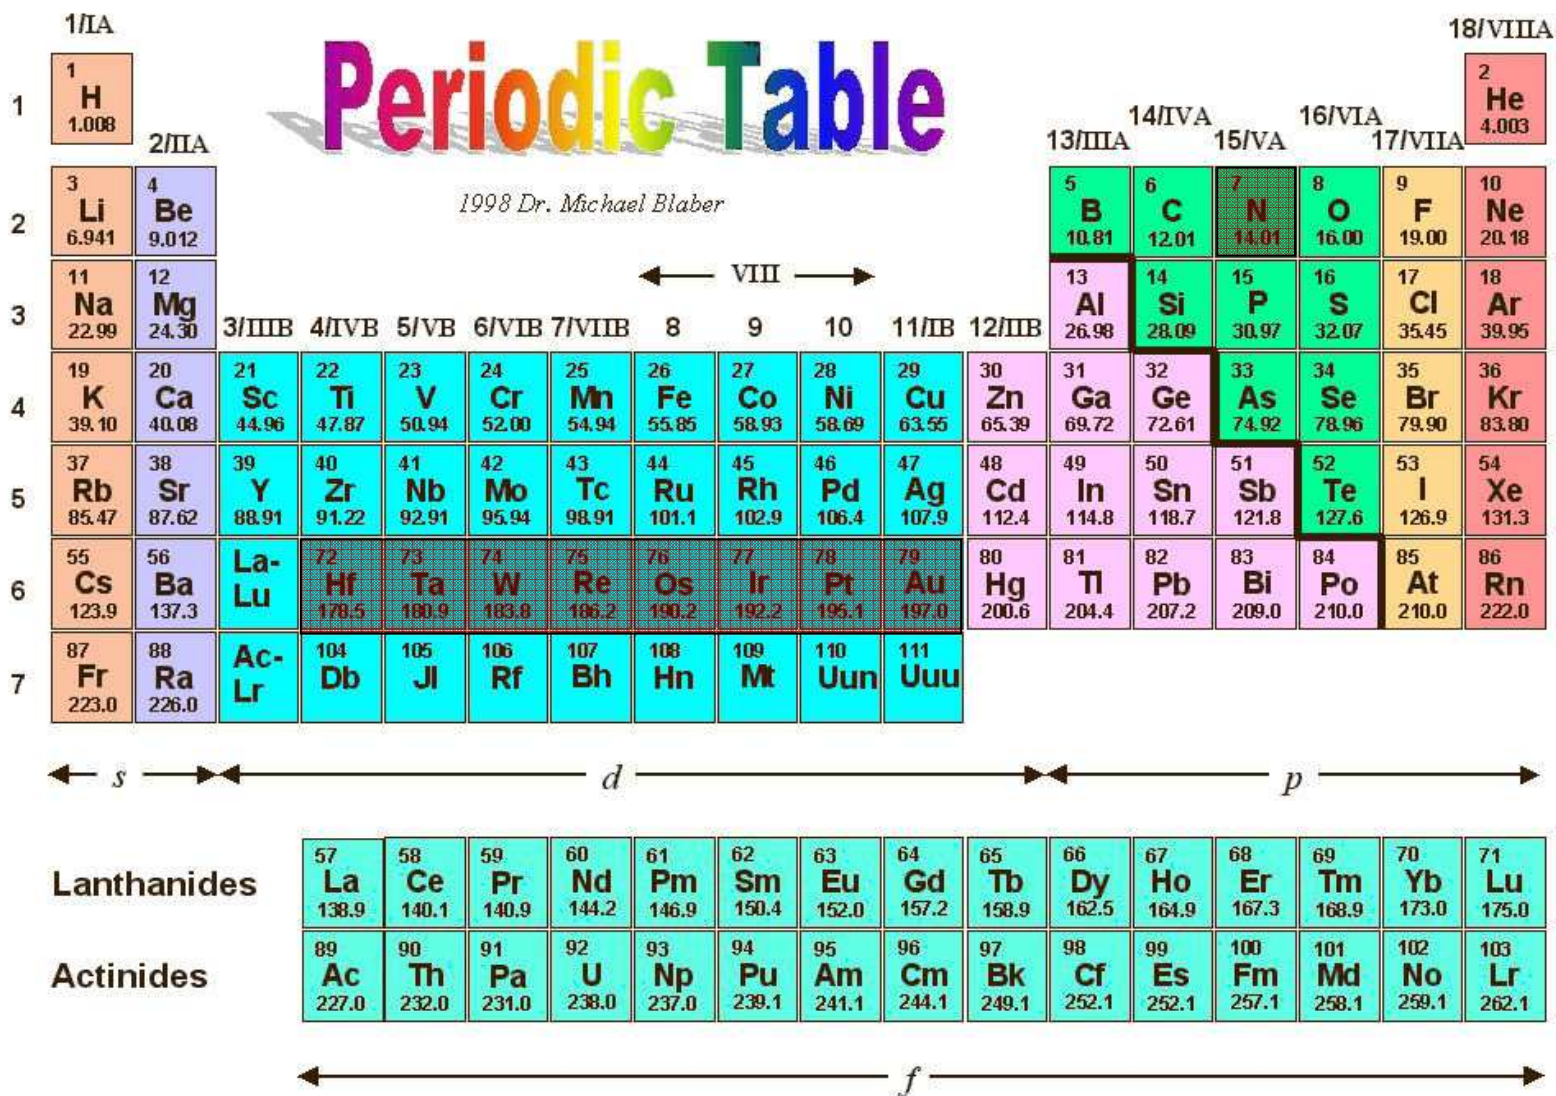 1/IA
18/VIIIA
Periodic Table
1 H 1.008
2 He 4.003
1
2/IIA
13/IIIA 14/IVA 15/VA 16/VIA 17/VIIA
1998 Dr. Michael Blaber
2
3 Li 6.941
4 Be 9.012
5 B 10.81
6 C 12.01
7 N 14.01
8 O 16.00
9 F 19.00
10 Ne 20.18
VIII
3
11 Na 22.99
12 Mg 24.30
3/IIIB 4/IVB 5/VB 6/VIB 7/VIIB 8 9 10 11/IB 12/IIB
13 Al 26.98
14 Si 28.09
15 P 30.97
16 S 32.07
17 Cl 35.45
18 Ar 39.95
4
19 K 39.10
20 Ca 40.08
21 Sc 44.96
22 Ti 47.87
23 V 50.94
24 Cr 52.00
25 Mn 54.94
26 Fe 55.85
27 Co 58.93
28 Ni 58.69
29 Cu 63.55
30 Zn 65.39
31 Ga 69.72
32 Ge 72.61
33 As 74.92
34 Se 78.96
35 Br 79.90
36 Kr 83.80
5
37 Rb 85.47
38 Sr 87.62
39 Y 88.91
40 Zr 91.22
41 Nb 92.91
42 Mo 95.94
43 Tc 98.91
44 Ru 101.1
45 Rh 102.9
46 Pd 106.4
47 Ag 107.9
48 Cd 112.4
49 In 114.8
50 Sn 118.7
51 Sb 121.8
52 Te 127.6
53 I 126.9
54 Xe 131.3
6
55 Cs 123.9
56 Ba 137.3
La-Lu
72 Hf 178.5
73 Ta 180.9
74 W 183.8
75 Re 186.2
76 Os 190.2
77 Ir 192.2
78 Pt 195.1
79 Au 197.0
80 Hg 200.6
81 Tl 204.4
82 Pb 207.2
83 Bi 209.0
84 Po 210.0
85 At 210.0
86 Rn 222.0
7
87 Fr 223.0
88 Ra 226.0
Ac-Lr
104 Db
105 Jl
106 Rf
107 Bh
108 Hn
109 Mt
110 Uun
111 Uuu
s d p
Lanthanides
57 La 138.9
58 Ce 140.1
59 Pr 140.9
60 Nd 144.2
61 Pm 146.9
62 Sm 150.4
63 Eu 152.0
64 Gd 157.2
65 Tb 158.9
66 Dy 162.5
67 Ho 164.9
68 Er 167.3
69 Tm 168.9
70 Yb 173.0
71 Lu 175.0
Actinides
89 Ac 227.0
90 Th 232.0
91 Pa 231.0
92 U 238.0
93 Np 237.0
94 Pu 239.1
95 Am 241.1
96 Cm 244.1
97 Bk 249.1
98 Cf 252.1
99 Es 252.1
100 Fm 257.1
101 Md 258.1
102 No 259.1
103 Lr 262.1
f